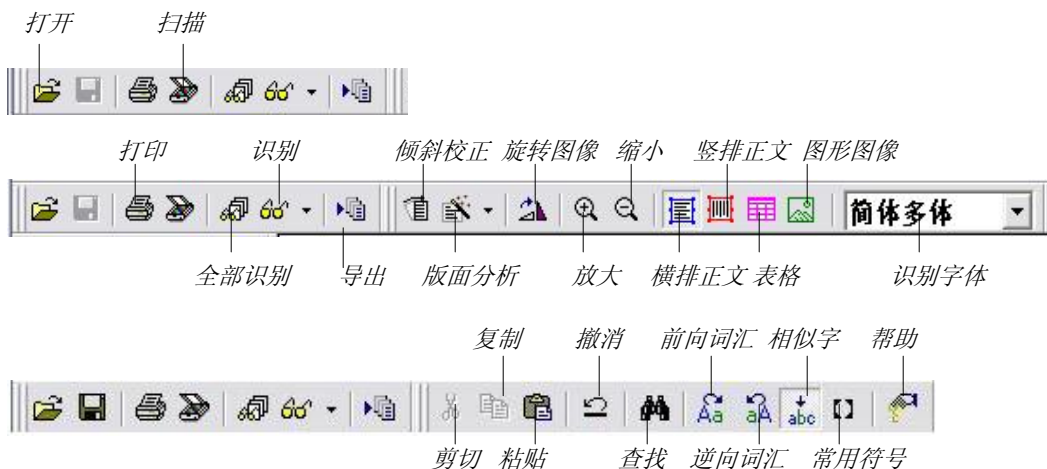 打开 扫描
打印 识别 倾斜校正 旋转图像 缩小 竖排正文 图形图像
简体多体
全部识别 导出 版面分析 放大 横排正文 表格 识别字体
复制 撤消 前向词汇 相似字 帮助
Aa aA abc
剪切 粘贴 查找 逆向词汇 常用符号